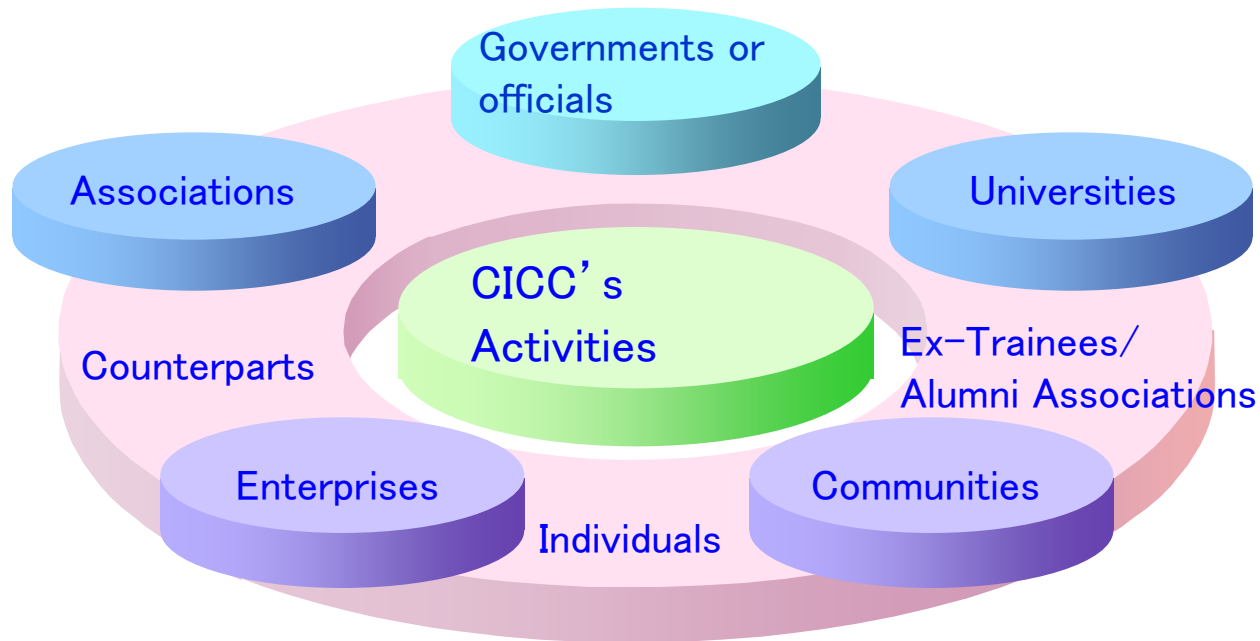 Governments or
officials
Associations
Universities
CICC’s
Activities
Counterparts
Ex-Trainees/
Alumni Associations
Enterprises
Communities
Individuals